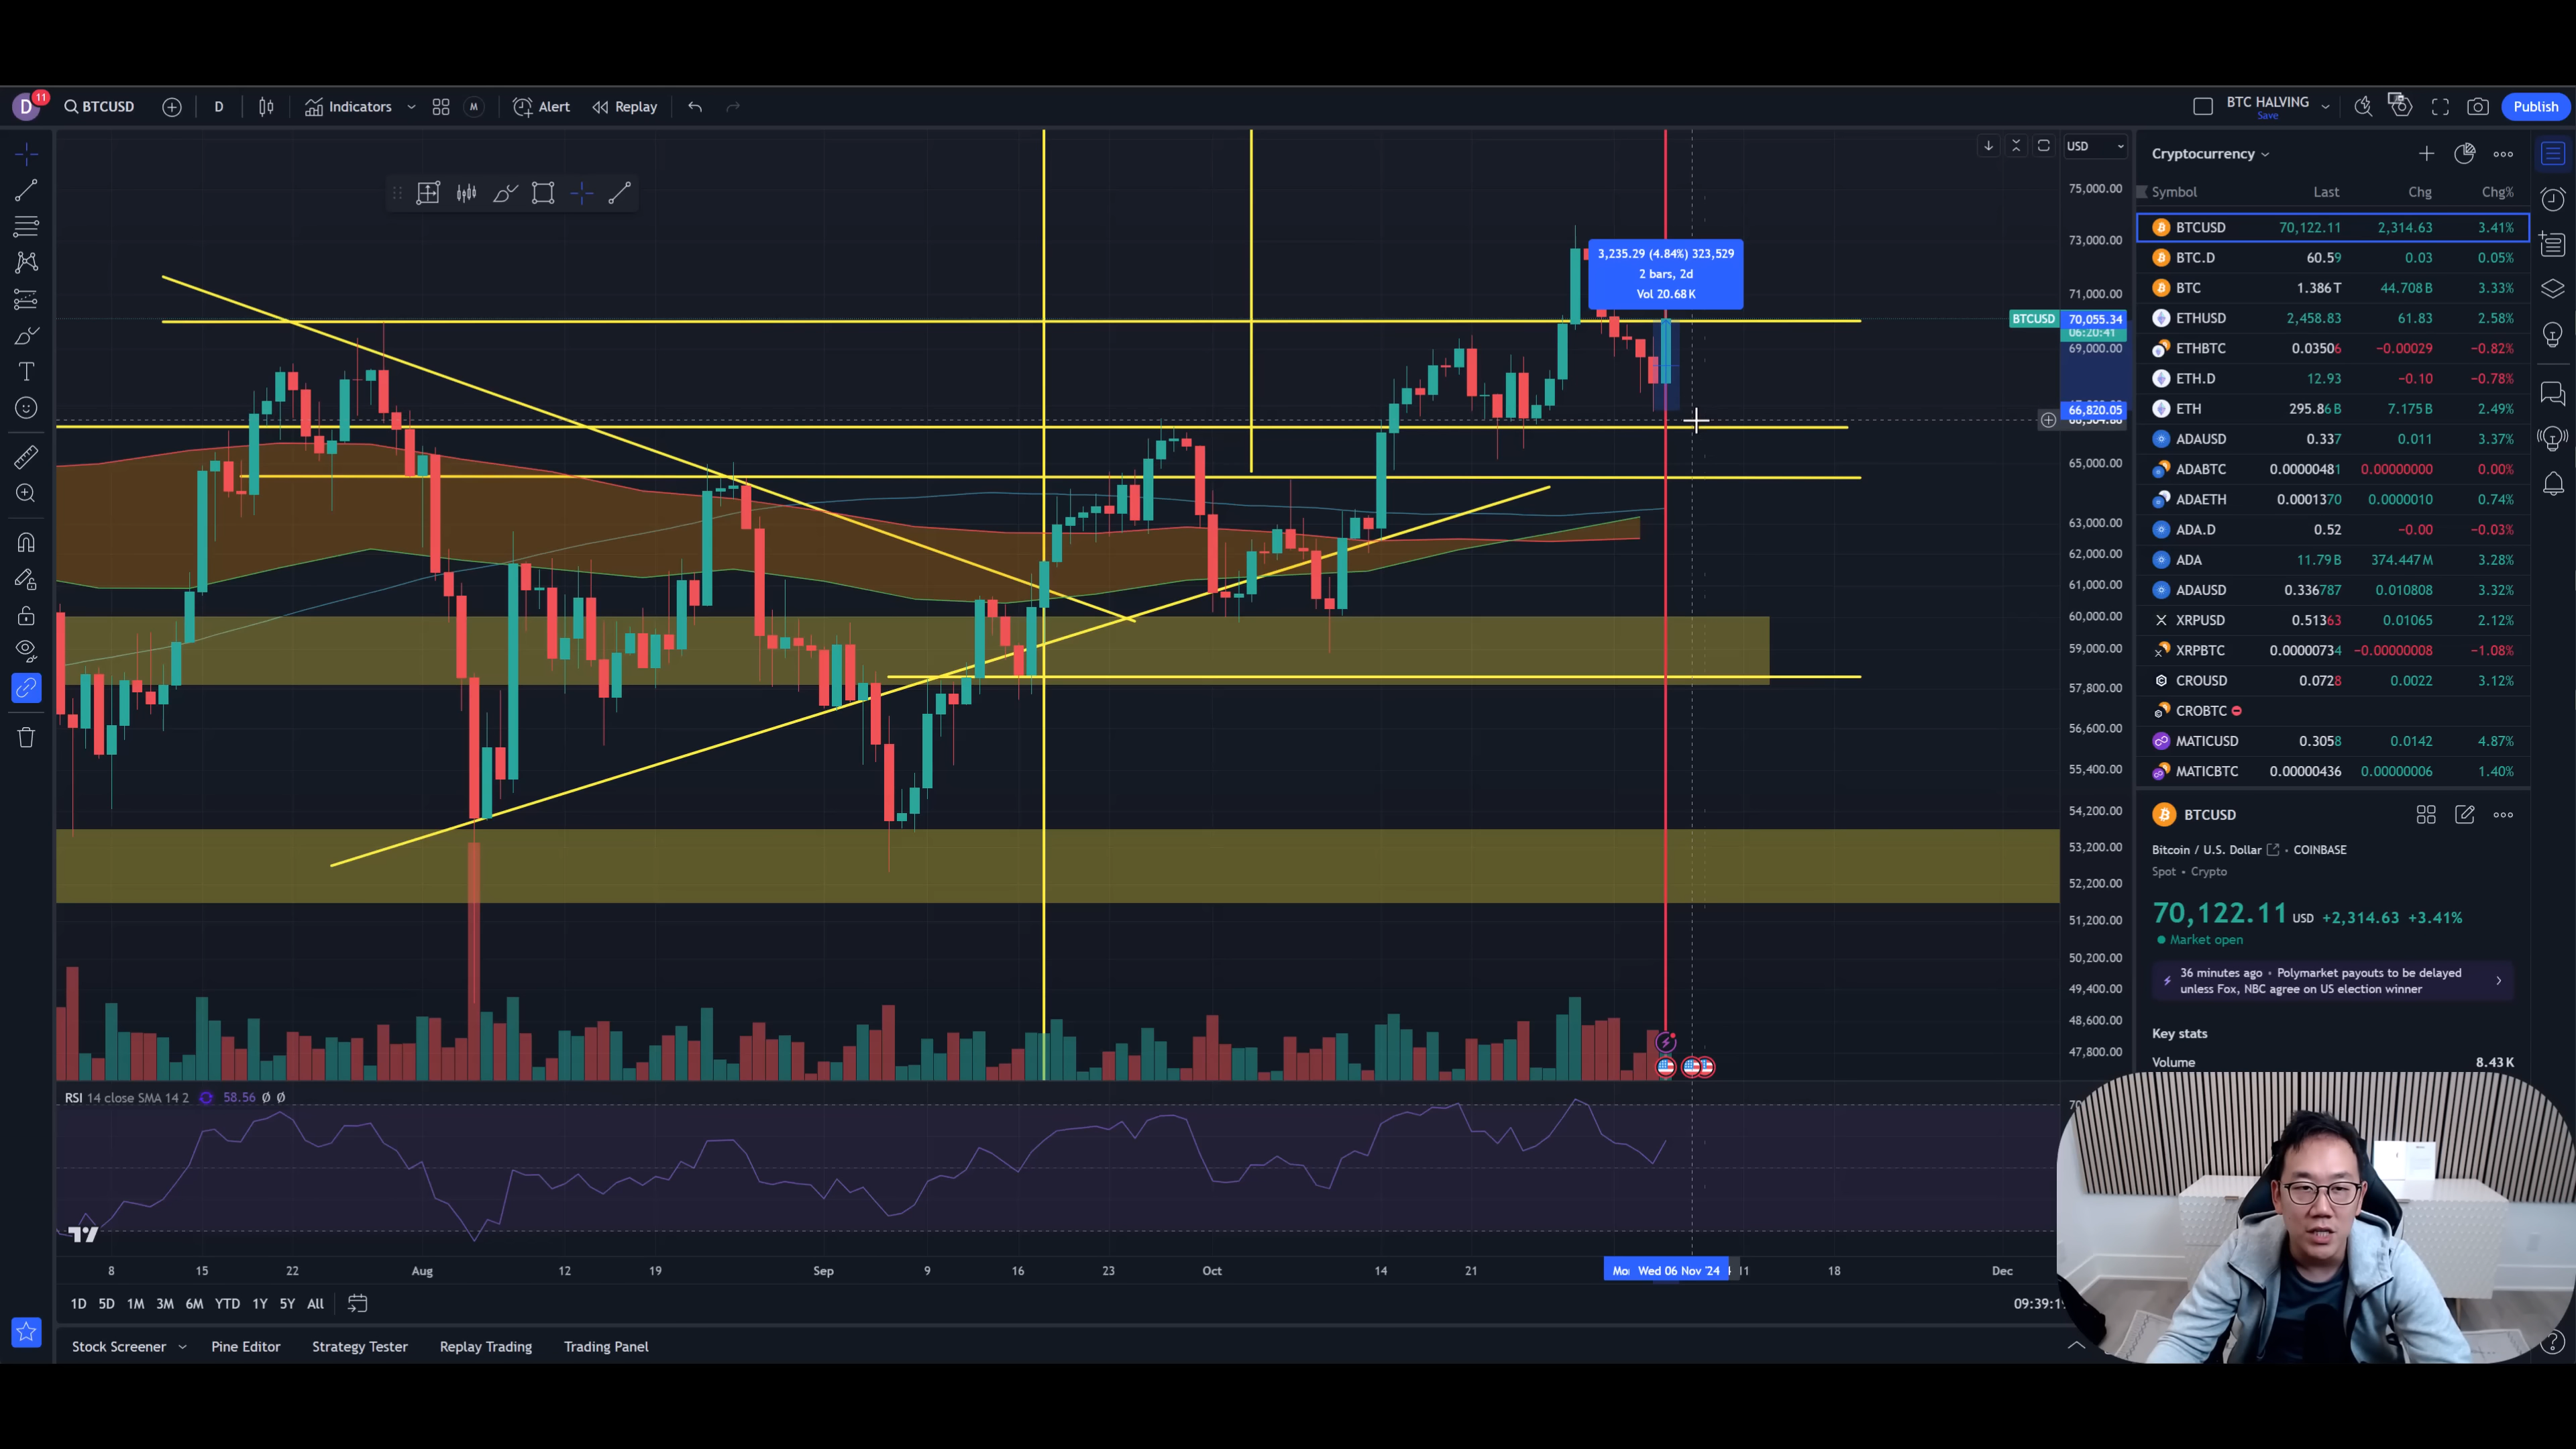 D 11 BTCUSD D Indicators M Alert Replay BTC HALVING Save Publish
USD
75,000.00
73,000.00
71,000.00
BTCUSD 70,055.34
06:20:41
69,000.00
66,820.05
65,000.00
63,000.00
62,000.00
61,000.00
60,000.00
59,000.00
57,800.00
56,600.00
55,400.00
54,200.00
53,200.00
52,200.00
51,200.00
50,200.00
49,400.00
48,600.00
47,800.00
3,235.29 (4.84%) 323,529
2 bars, 2d
Vol 20.68 K
RSI 14 close SMA 14 2 58.56 Ø Ø
70
8 15 22 Aug 12 19 Sep 9 16 23 Oct 14 21 Wed 06 Nov '24 11 18 Dec
1D 5D 1M 3M 6M YTD 1Y 5Y All
09:39:1
Stock Screener Pine Editor Strategy Tester Replay Trading Trading Panel
Cryptocurrency
Symbol Last Chg Chg%
BTCUSD 70,122.11 2,314.63 3.41%
BTC.D 60.59 0.03 0.05%
BTC 1.386 T 44.708 B 3.33%
ETHUSD 2,458.83 61.83 2.58%
ETHBTC 0.03506 −0.00029 −0.82%
ETH.D 12.93 −0.10 −0.78%
ETH 295.86 B 7.175 B 2.49%
ADAUSD 0.337 0.011 3.37%
ADABTC 0.00000481 0.00000000 0.00%
ADAETH 0.0001370 0.0000010 0.74%
ADA.D 0.52 −0.00 −0.03%
ADA 11.79 B 374.447 M 3.28%
ADAUSD 0.336787 0.010808 3.32%
XRPUSD 0.51363 0.01065 2.12%
XRPBTC 0.00000734 −0.00000008 −1.08%
CROUSD 0.0728 0.0022 3.12%
CROBTC
MATICUSD 0.3058 0.0142 4.87%
MATICBTC 0.00000436 0.00000006 1.40%
BTCUSD
Bitcoin / U.S. Dollar • COINBASE
Spot • Crypto
70,122.11 USD +2,314.63 +3.41%
Market open
36 minutes ago • Polymarket payouts to be delayed
unless Fox, NBC agree on US election winner
Key stats
Volume 8.43 K